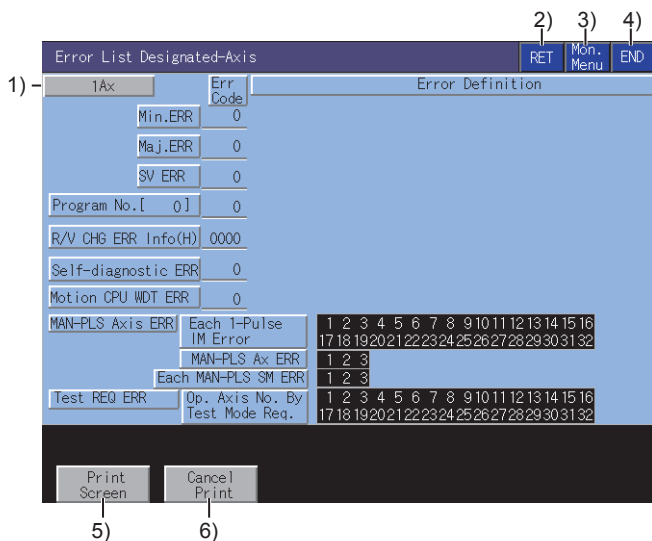 2) 3) 4)
Error List Designated-Axis RET Mon. Menu END
1) 1Ax Err Code Error Definition
Min.ERR 0
Maj.ERR 0
SV ERR 0
Program No.[ 0] 0
R/V CHG ERR Info(H) 0000
Self-diagnostic ERR 0
Motion CPU WDT ERR 0
MAN-PLS Axis ERR Each 1-Pulse 1 2 3 4 5 6 7 8 9 10 11 12 13 14 15 16
IM Error 17 18 19 20 21 22 23 24 25 26 27 28 29 30 31 32
MAN-PLS Ax ERR 1 2 3
Each MAN-PLS SM ERR 1 2 3
Test REQ ERR Op. Axis No. By 1 2 3 4 5 6 7 8 9 10 11 12 13 14 15 16
Test Mode Req. 17 18 19 20 21 22 23 24 25 26 27 28 29 30 31 32
Print Cancel
Screen Print
5) 6)